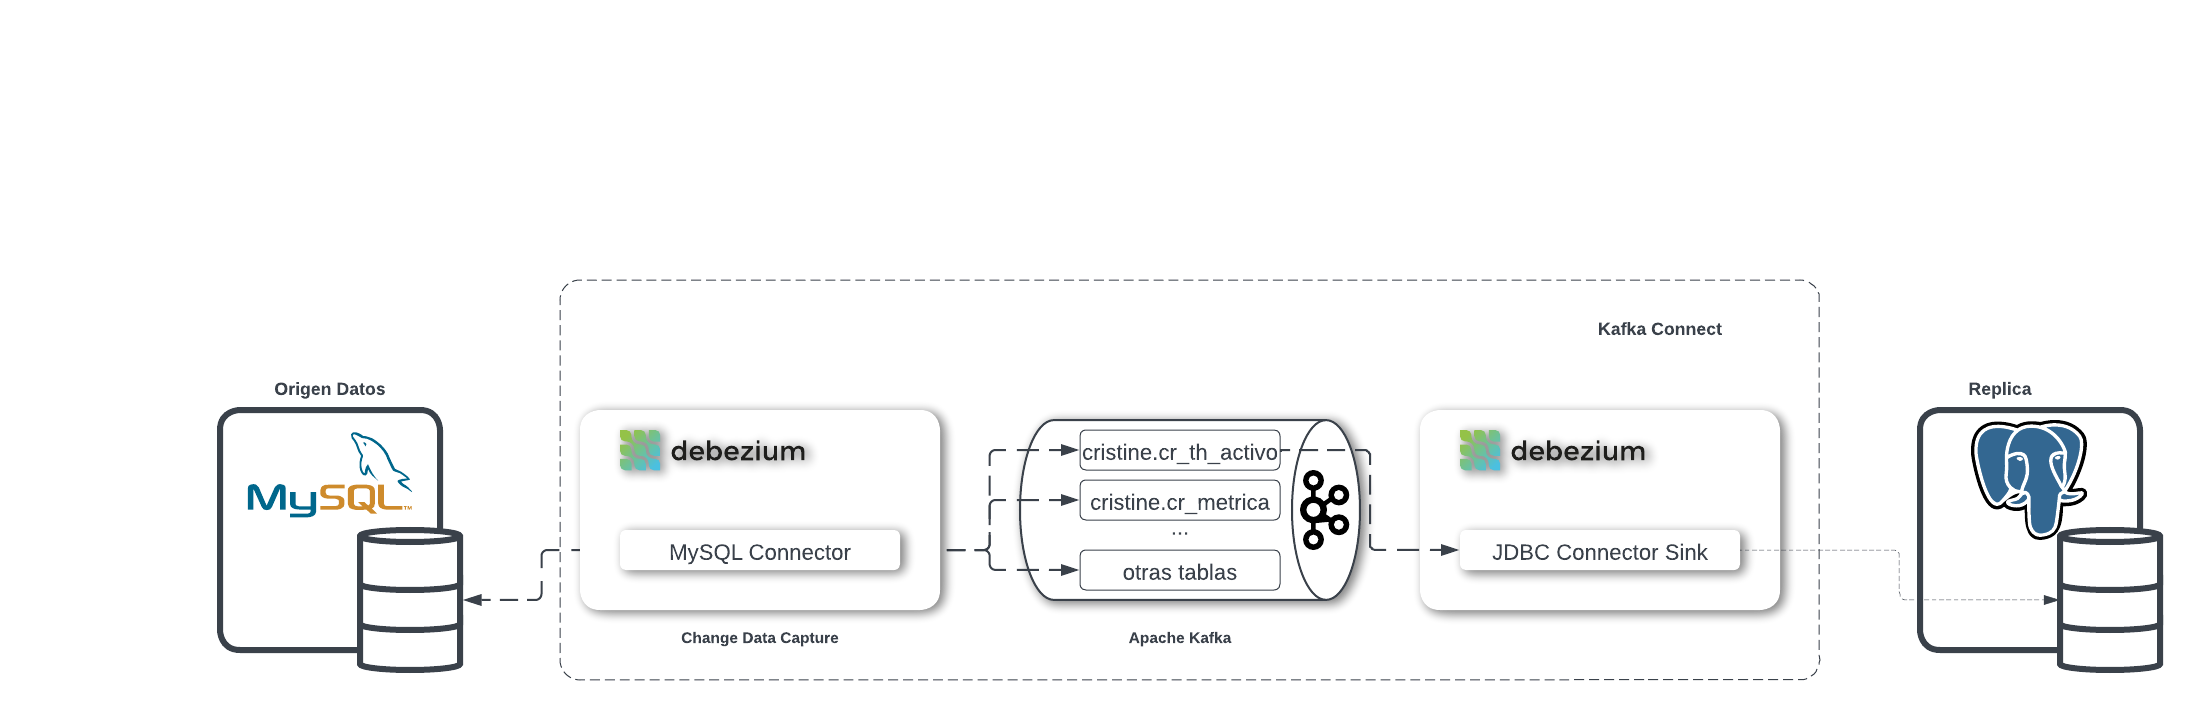 Kafka Connect
Origen Datos
MySQL™
debezium
MySQL Connector
Change Data Capture
cristine.cr_th_activo
cristine.cr_metrica
...
otras tablas
Apache Kafka
debezium
JDBC Connector Sink
Replica